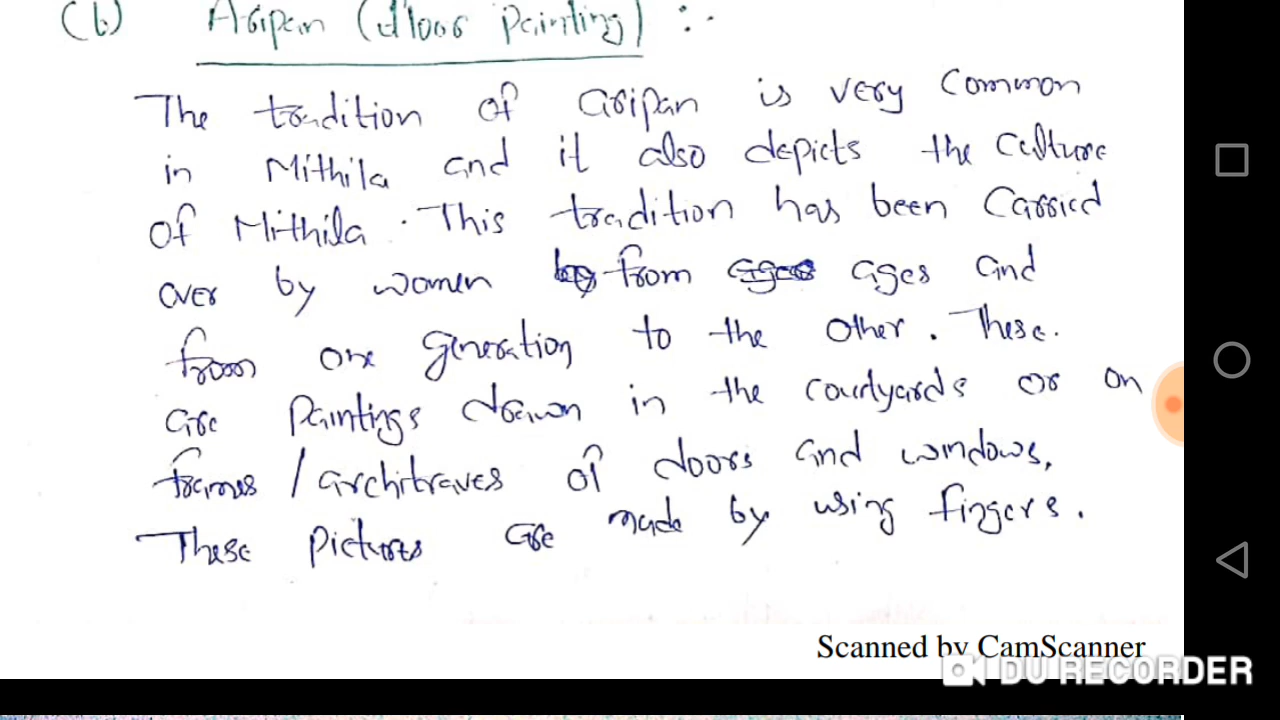 (b) Aripan (floor Painting) :-
The tradition of aripan is very common
in Mithila and it also depicts the culture
of Mithila. This tradition has been carried
over by women from ages and
from one generation to the other. These.
are Paintings drawn in the courtyards or on
frames / architraves of doors and windows.
These pictures are made by using fingers.
Scanned by CamScanner
DU RECORDER